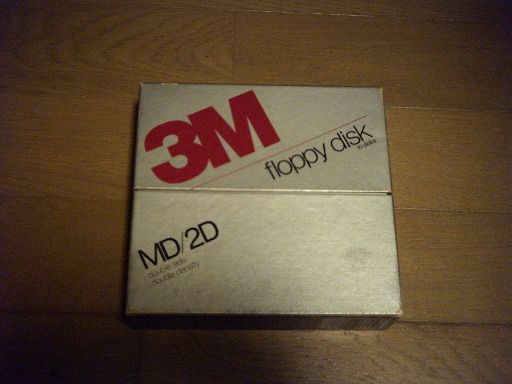 3M
floppy disk
10 disks
MD/2D
double side
double density